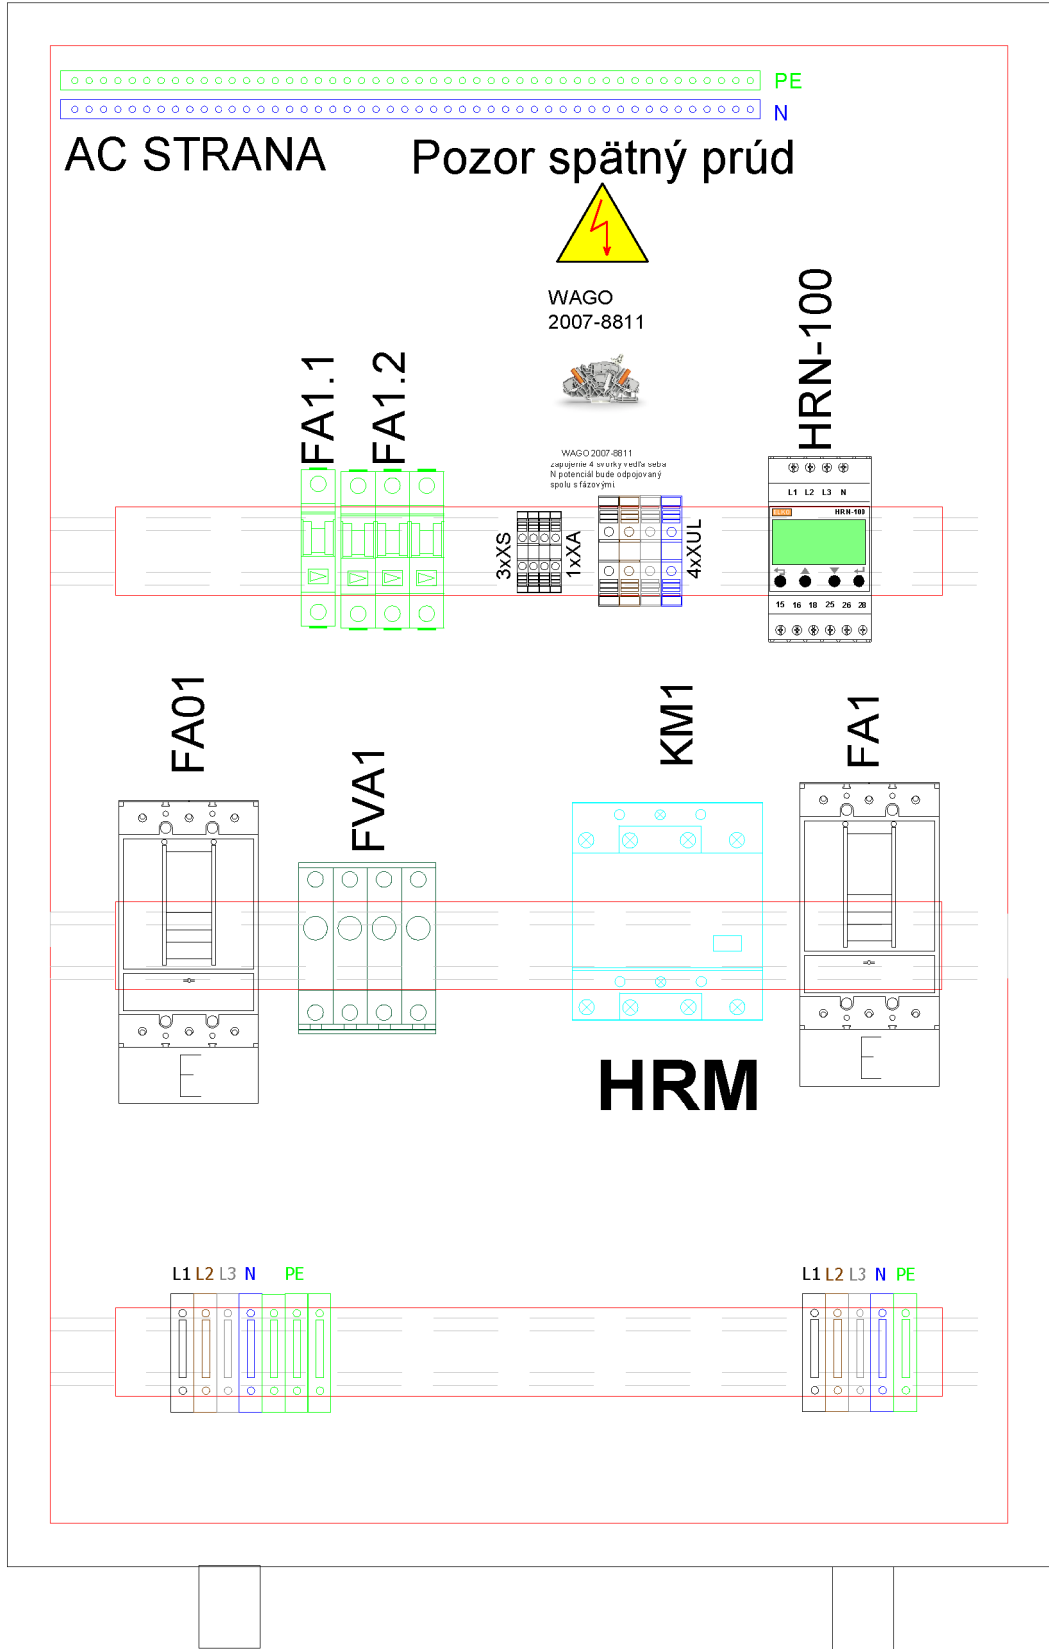 PE
N
AC STRANA
Pozor spätný prúd
WAGO
2007-8811
HRN-100
FA1.1
FA1.2
WAGO 2007-8811
zapojenie 4 svorky vedľa seba
N potenciál bude odpojovaný
spolu s fázovými
L1 L2 L3 N
HRN-100
3xXS
1xXA
4xXUL
15 16 18 25 26 28
FA01
FVA1
KM1
FA1
E
E
HRM
L1 L2 L3 N PE
L1 L2 L3 N PE